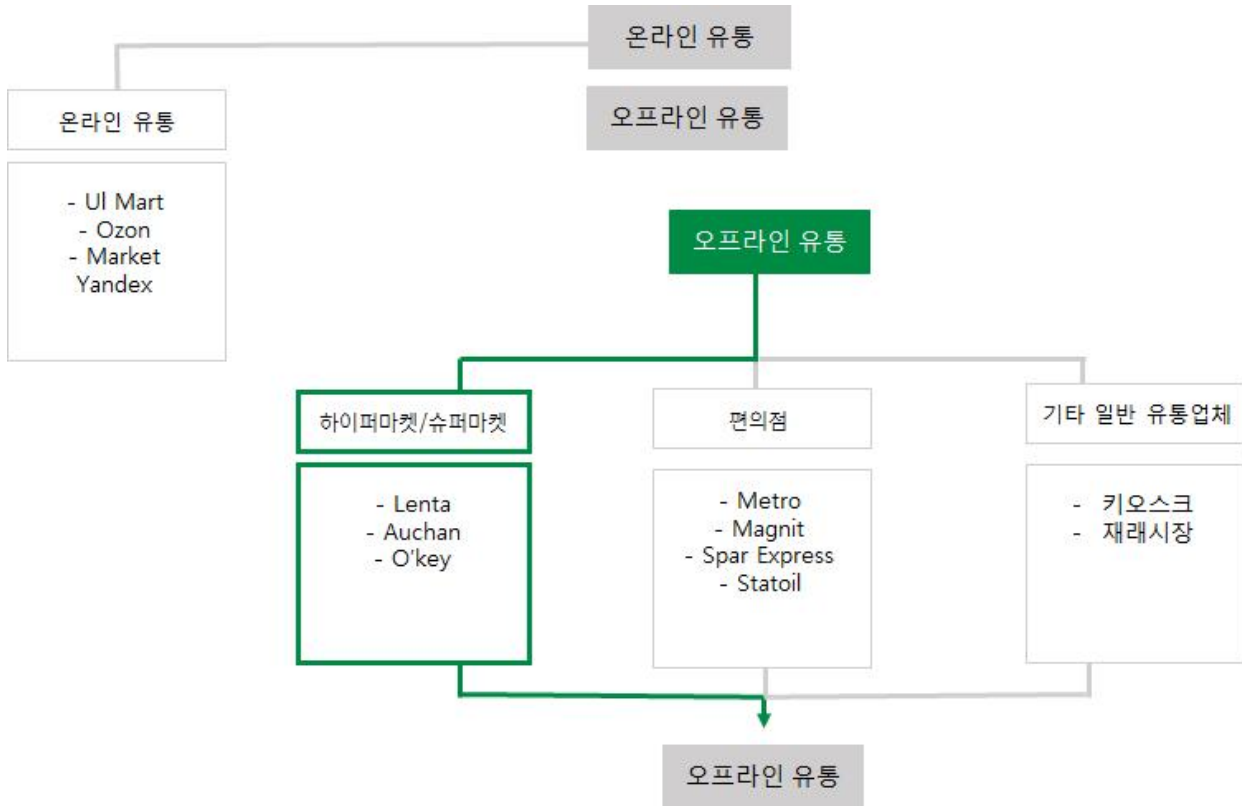 온라인 유통
오프라인 유통
온라인 유통
- Ul Mart
- Ozon
- Market
Yandex
오프라인 유통
하이퍼마켓/슈퍼마켓
- Lenta
- Auchan
- O'key
편의점
- Metro
- Magnit
- Spar Express
- Statoil
기타 일반 유통업체
- 키오스크
- 재래시장
오프라인 유통